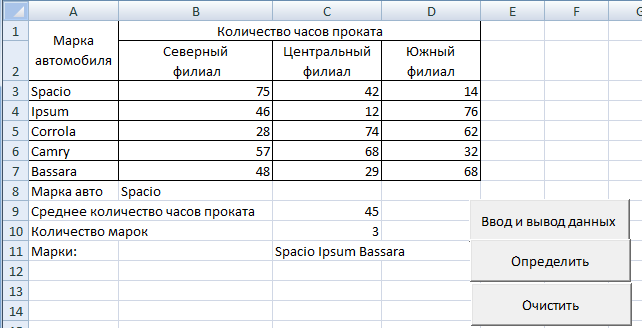 A B C D E F G
1 Марка автомобиля Количество часов проката
2 Северный филиал Центральный филиал Южный филиал
3 Spacio 75 42 14
4 Ipsum 46 12 76
5 Corrola 28 74 62
6 Camry 57 68 32
7 Bassara 48 29 68
8 Марка авто Spacio
9 Среднее количество часов проката 45
10 Количество марок 3
11 Марки: Spacio Ipsum Bassara
12
13
14
Ввод и вывод данных
Определить
Очистить